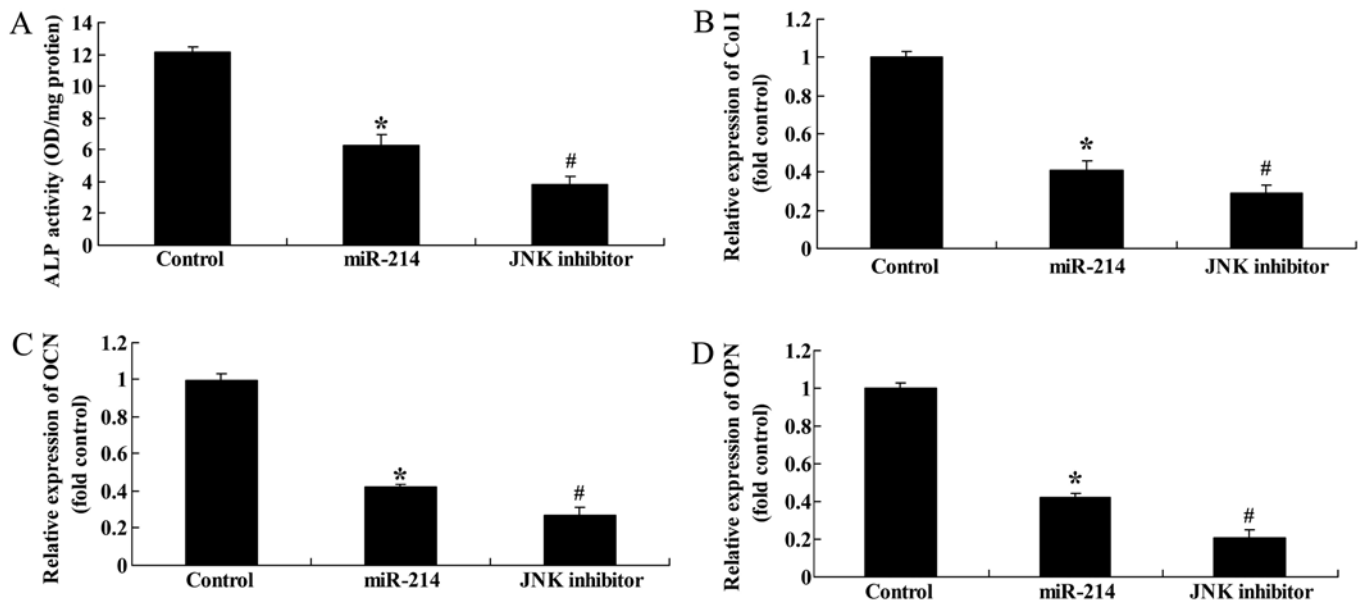 A
ALP activity (OD/mg protien)
14
12
10
8
6
4
2
0
*
#
Control
miR-214
JNK inhibitor
B
Relative expression of Col I
(fold control)
1.2
1
0.8
0.6
0.4
0.2
0
*
#
Control
miR-214
JNK inhibitor
C
Relative expression of OCN
(fold control)
1.2
1
0.8
0.6
0.4
0.2
0
*
#
Control
miR-214
JNK inhibitor
D
Relative expression of OPN
(fold control)
1.2
1
0.8
0.6
0.4
0.2
0
*
#
Control
miR-214
JNK inhibitor